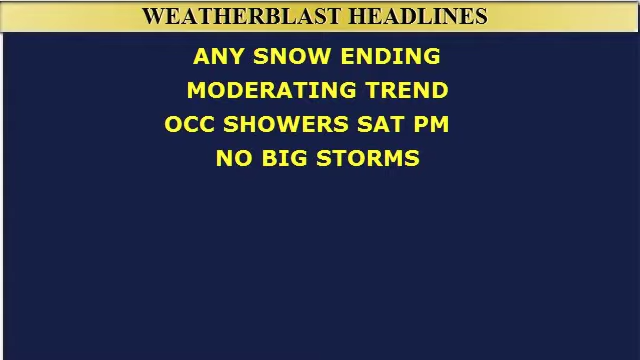 WEATHERBLAST HEADLINES
ANY SNOW ENDING
MODERATING TREND
OCC SHOWERS SAT PM
NO BIG STORMS